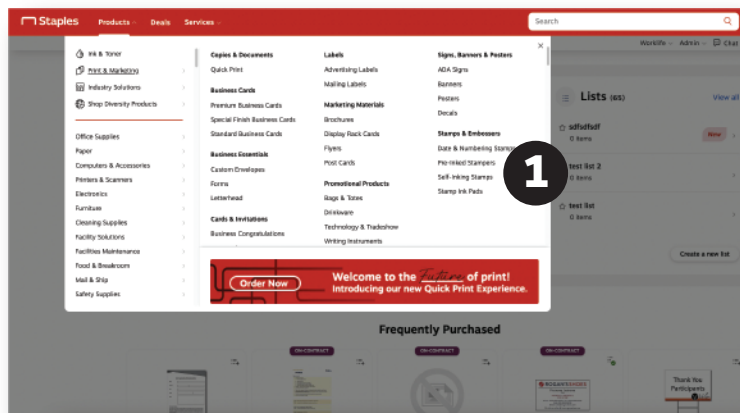 Staples
Products
Deals
Services
Search
Worklife
Admin
Chat
Ink & Toner
Print & Marketing
Industry Solutions
Shop Diversity Products
Office Supplies
Paper
Computers & Accessories
Printers & Scanners
Electronics
Furniture
Cleaning Supplies
Facility Solutions
Facilities Maintenance
Food & Breakroom
Mail & Ship
Safety Supplies
Copies & Documents
Quick Print
Business Cards
Premium Business Cards
Special Finish Business Cards
Standard Business Cards
Business Essentials
Custom Envelopes
Forms
Letterhead
Cards & Invitations
Business Congratulations
Labels
Advertising Labels
Mailing Labels
Marketing Materials
Brochures
Display Rack Cards
Flyers
Post Cards
Promotional Products
Bags & Totes
Drinkware
Technology & Tradeshow
Writing Instruments
Signs, Banners & Posters
ADA Signs
Banners
Posters
Decals
Stamps & Embossers
Date & Numbering Stamps
Pre-Inked Stampers
Self-Inking Stamps
Stamp Ink Pads
1
Order Now
Welcome to the Future of print!
Introducing our new Quick Print Experience.
Lists (65)
View all
sdfsdfsdf
0 items
New
test list 2
0 items
test list
0 items
Create a new list
Frequently Purchased
ON-CONTRACT
ON-CONTRACT
ON-CONTRACT
Thank You
Participants